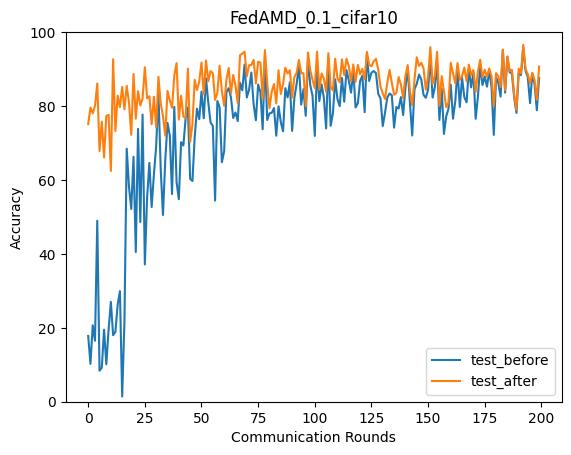 FedAMD_0.1_cifar10
100
80
60
40
20
0
Accuracy
0 25 50 75 100 125 150 175 200
Communication Rounds
test_before
test_after